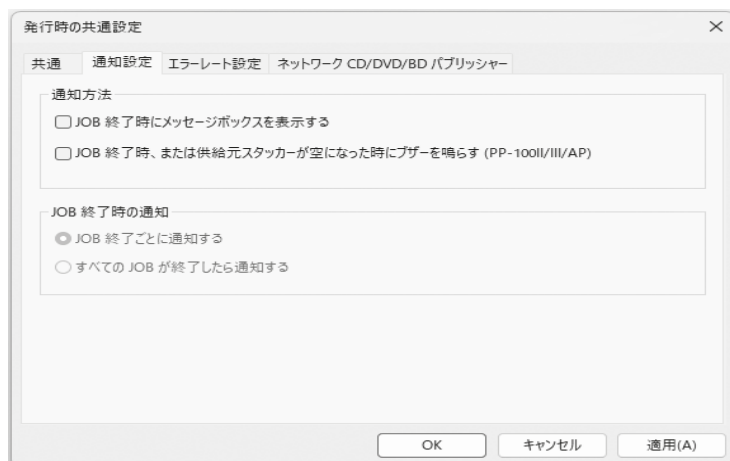 発行時の共通設定
共通 通知設定 エラーレート設定 ネットワーク CD/DVD/BD パブリッシャー
通知方法
JOB 終了時にメッセージボックスを表示する
JOB 終了時、または供給元スタッカーが空になった時にブザーを鳴らす (PP-100II/III/AP)
JOB 終了時の通知
JOB 終了ごとに通知する
すべての JOB が終了したら通知する
OK キャンセル 適用(A)